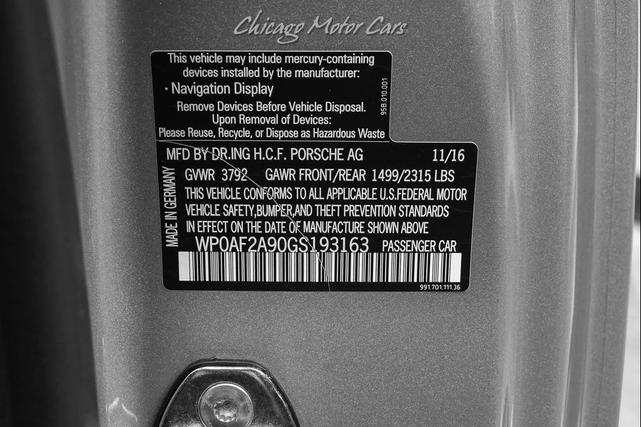 Chicago Motor Cars
This vehicle may include mercury-containing
devices installed by the manufacturer:
· Navigation Display
Remove Devices Before Vehicle Disposal.
Upon Removal of Devices:
Please Reuse, Recycle, or Dispose as Hazardous Waste
95B.010.001
MFD BY DR.ING H.C.F. PORSCHE AG 11/16
GVWR 3792 GAWR FRONT/REAR 1499/2315 LBS
THIS VEHICLE CONFORMS TO ALL APPLICABLE U.S.FEDERAL MOTOR
VEHICLE SAFETY,BUMPER,AND THEFT PREVENTION STANDARDS
IN EFFECT ON THE DATE OF MANUFACTURE SHOWN ABOVE
WP0AF2A90GS193163 PASSENGER CAR
MADE IN GERMANY
991.701.111.36